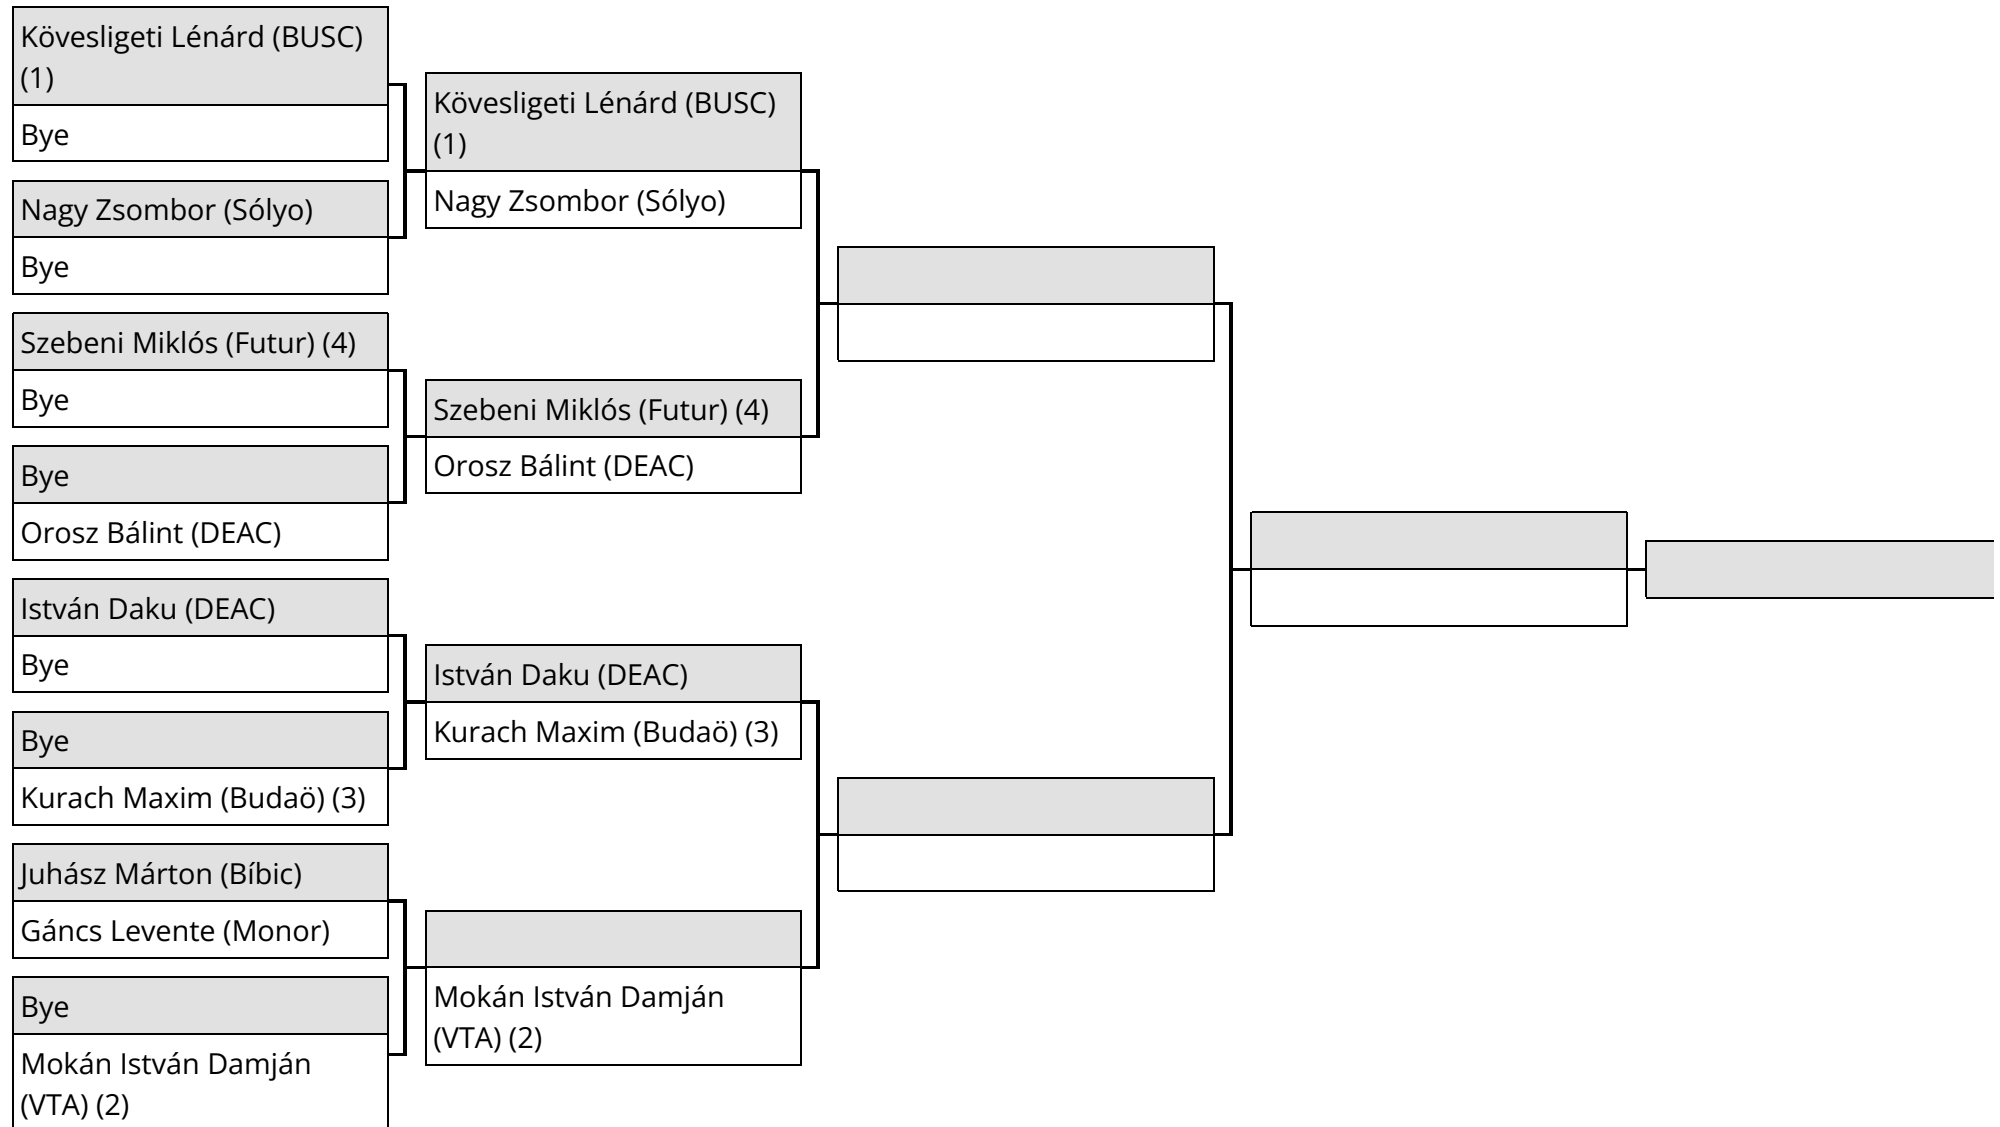 Kövesligeti Lénárd (BUSC)
(1)
Bye
Nagy Zsombor (Sólyo)
Bye
Szebeni Miklós (Futur) (4)
Bye
Bye
Orosz Bálint (DEAC)
István Daku (DEAC)
Bye
Bye
Kurach Maxim (Budaö) (3)
Juhász Márton (Bíbic)
Gáncs Levente (Monor)
Bye
Mokán István Damján
(VTA) (2)
Kövesligeti Lénárd (BUSC)
(1)
Nagy Zsombor (Sólyo)
Szebeni Miklós (Futur) (4)
Orosz Bálint (DEAC)
István Daku (DEAC)
Kurach Maxim (Budaö) (3)
Mokán István Damján
(VTA) (2)